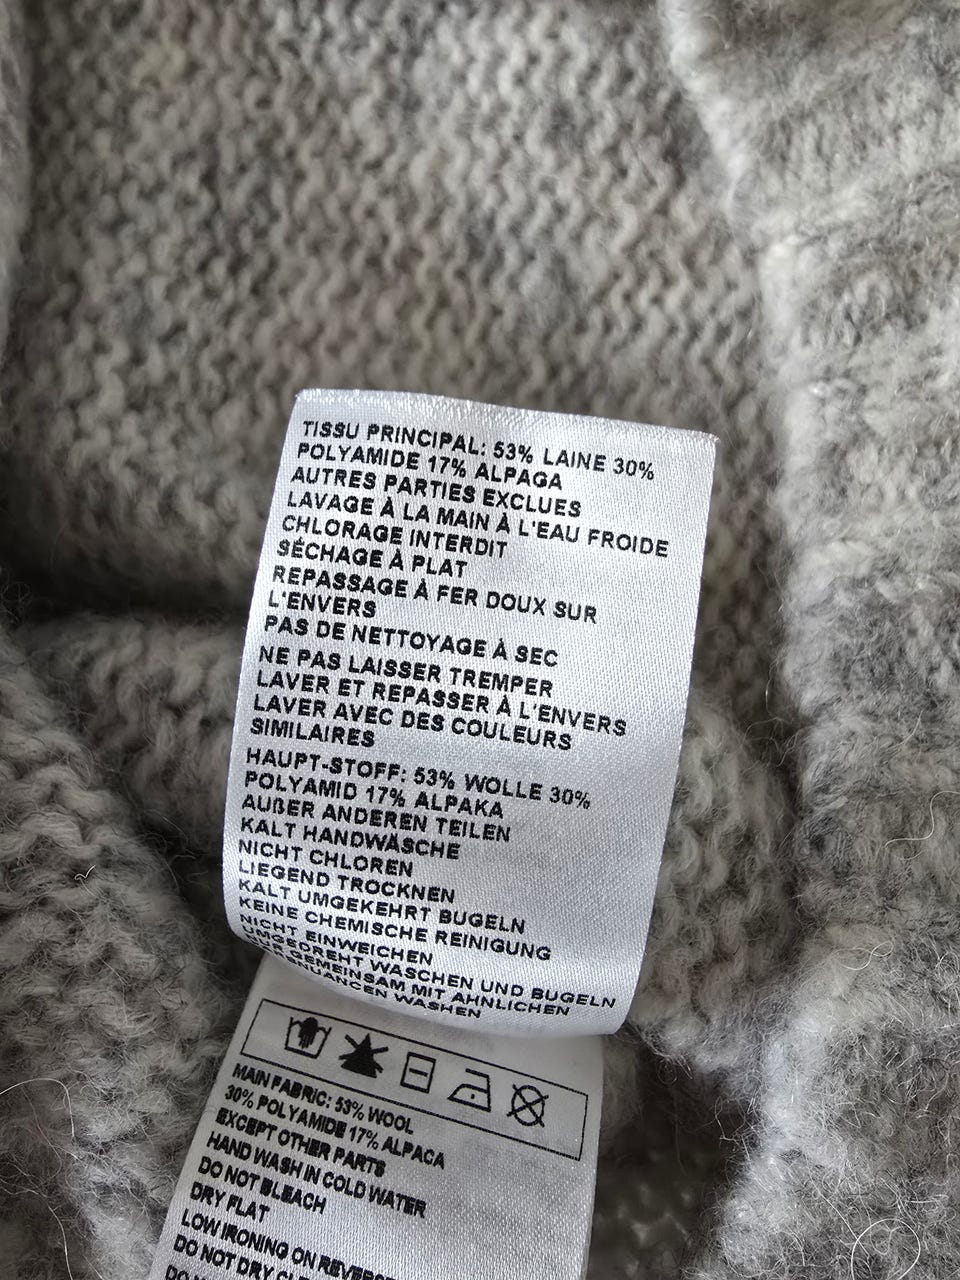 TISSU PRINCIPAL: 53% LAINE 30%
POLYAMIDE 17% ALPAGA
AUTRES PARTIES EXCLUES
LAVAGE À LA MAIN À L'EAU FROIDE
CHLORAGE INTERDIT
SÉCHAGE À PLAT
REPASSAGE À FER DOUX SUR
L'ENVERS
PAS DE NETTOYAGE À SEC
NE PAS LAISSER TREMPER
LAVER ET REPASSER À L'ENVERS
LAVER AVEC DES COULEURS
SIMILAIRES
HAUPT-STOFF: 53% WOLLE 30%
POLYAMID 17% ALPAKA
AUßER ANDEREN TEILEN
KALT HANDWÄSCHE
NICHT CHLOREN
LIEGEND TROCKNEN
KALT UMGEKEHRT BUGELN
KEINE CHEMISCHE REINIGUNG
NICHT EINWEICHEN
UMGEDREHT WASCHEN UND BUGELN
GEMEINSAM MIT AHNLICHEN
WASHEN
MAIN FABRIC: 53% WOOL
30% POLYAMIDE 17% ALPACA
EXCEPT OTHER PARTS
HAND WASH IN COLD WATER
DO NOT BLEACH
DRY FLAT
LOW IRONING ON REVERSE
DO NOT DRY